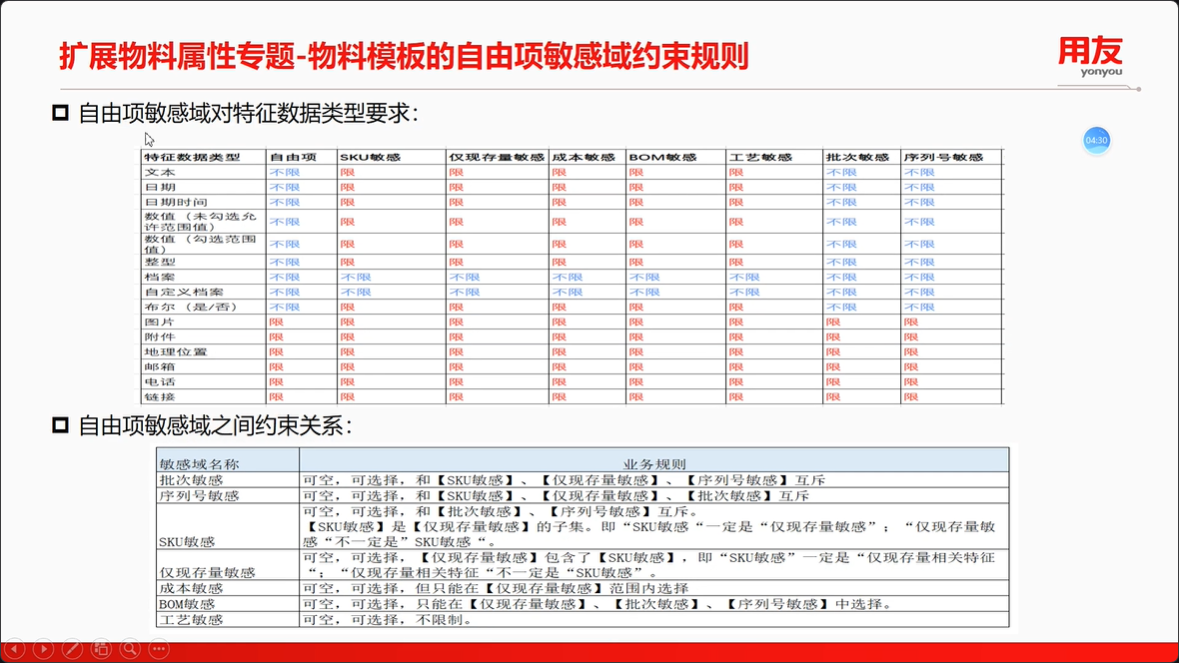 扩展物料属性专题-物料模板的自由项敏感域约束规则
用友
yonyou
自由项敏感域对特征数据类型要求：
04:30
特征数据类型 自由项 SKU敏感 仅现存量敏感 成本敏感 BOM敏感 工艺敏感 批次敏感 序列号敏感
文本 不限 限 限 限 限 限 不限 不限
日期 不限 限 限 限 限 限 不限 不限
日期时间 不限 限 限 限 限 限 不限 不限
数值（未勾选允
许范围值） 不限 限 限 限 限 限 不限 不限
数值（勾选范围
值） 不限 限 限 限 限 限 不限 不限
整型 不限 限 限 限 限 限 不限 不限
档案 不限 不限 不限 不限 不限 不限 不限 不限
自定义档案 不限 不限 不限 不限 不限 不限 不限 不限
布尔（是/否） 不限 限 限 限 限 限 不限 不限
图片 限 限 限 限 限 限 限 限
附件 限 限 限 限 限 限 限 限
地理位置 限 限 限 限 限 限 限 限
邮箱 限 限 限 限 限 限 限 限
电话 限 限 限 限 限 限 限 限
链接 限 限 限 限 限 限 限 限
自由项敏感域之间约束关系：
敏感域名称 业务规则
批次敏感 可空，可选择，和【SKU敏感】、【仅现存量敏感】、【序列号敏感】互斥
序列号敏感 可空，可选择，和【SKU敏感】、【仅现存量敏感】、【批次敏感】互斥
可空，可选择，和【批次敏感】、【序列号敏感】互斥。
【SKU敏感】是【仅现存量敏感】的子集。即“SKU敏感“一定是“仅现存量敏感”；“仅现存量敏
SKU敏感 感“不一定是”SKU敏感“。
可空，可选择，【仅现存量敏感】包含了【SKU敏感】，即“SKU敏感”一定是“仅现存量相关特征
仅现存量敏感 “；“仅现存量相关特征“不一定是“SKU敏感”。
成本敏感 可空，可选择，但只能在【仅现存量敏感】范围内选择
BOM敏感 可空，可选择，只能在【仅现存量敏感】、【批次敏感】、【序列号敏感】中选择。
工艺敏感 可空，可选择，不限制。